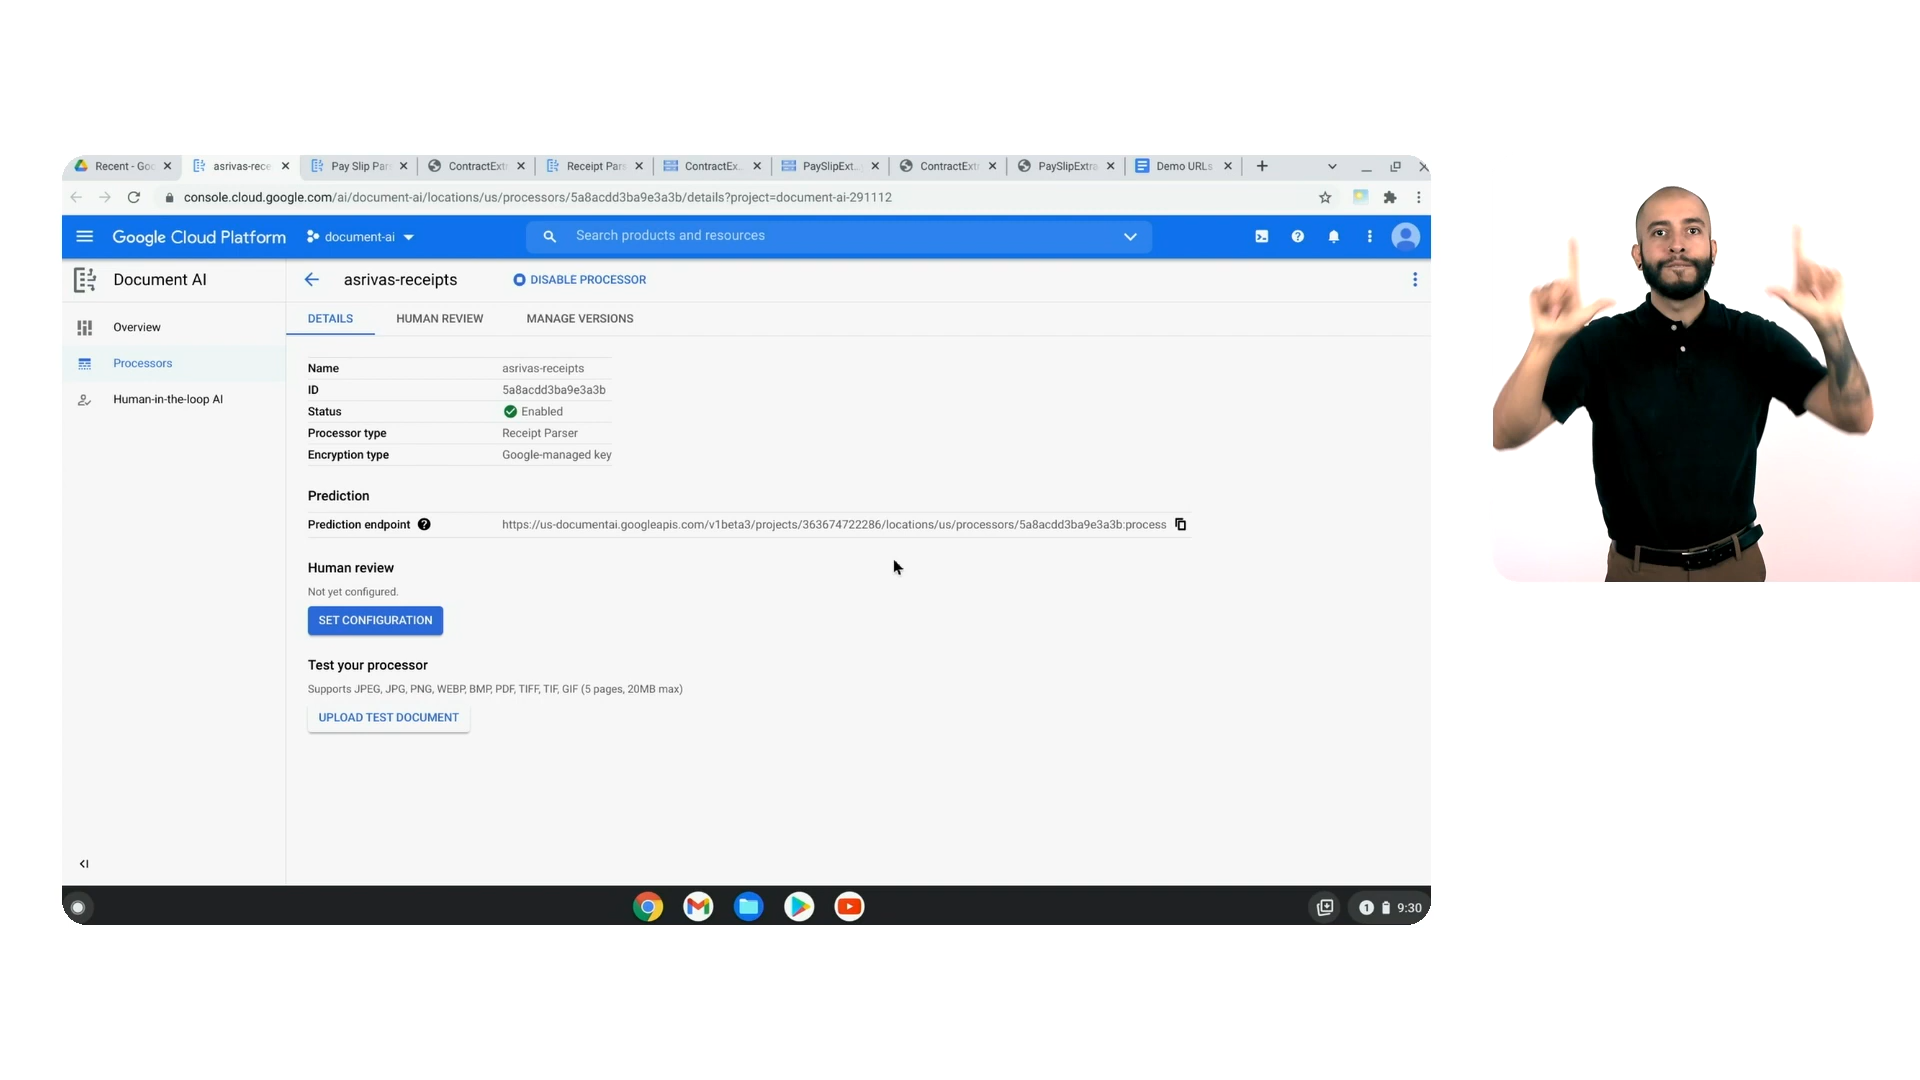 Recent - Goo asrivas-rece Pay Slip Par ContractExt Receipt Pars ContractEx... PaySlipExt... ContractExt PaySlipExtra Demo URLs
console.cloud.google.com/ai/document-ai/locations/us/processors/5a8acdd3ba9e3a3b/details?project=document-ai-291112
Google Cloud Platform document-ai Search products and resources
Document AI asrivas-receipts DISABLE PROCESSOR
DETAILS HUMAN REVIEW MANAGE VERSIONS
Overview
Processors
Human-in-the-loop AI
Name asrivas-receipts
ID 5a8acdd3ba9e3a3b
Status Enabled
Processor type Receipt Parser
Encryption type Google-managed key
Prediction
Prediction endpoint https://us-documentai.googleapis.com/v1beta3/projects/363674722286/locations/us/processors/5a8acdd3ba9e3a3b:process
Human review
Not yet configured.
SET CONFIGURATION
Test your processor
Supports JPEG, JPG, PNG, WEBP, BMP, PDF, TIFF, TIF, GIF (5 pages, 20MB max)
UPLOAD TEST DOCUMENT
1 9:30